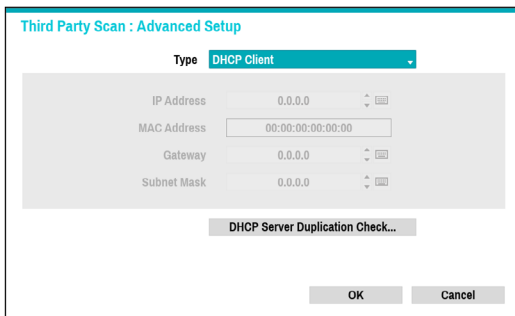 Third Party Scan : Advanced Setup
Type DHCP Client
IP Address 0.0.0.0
MAC Address 00:00:00:00:00:00
Gateway 0.0.0.0
Subnet Mask 0.0.0.0
DHCP Server Duplication Check...
OK Cancel